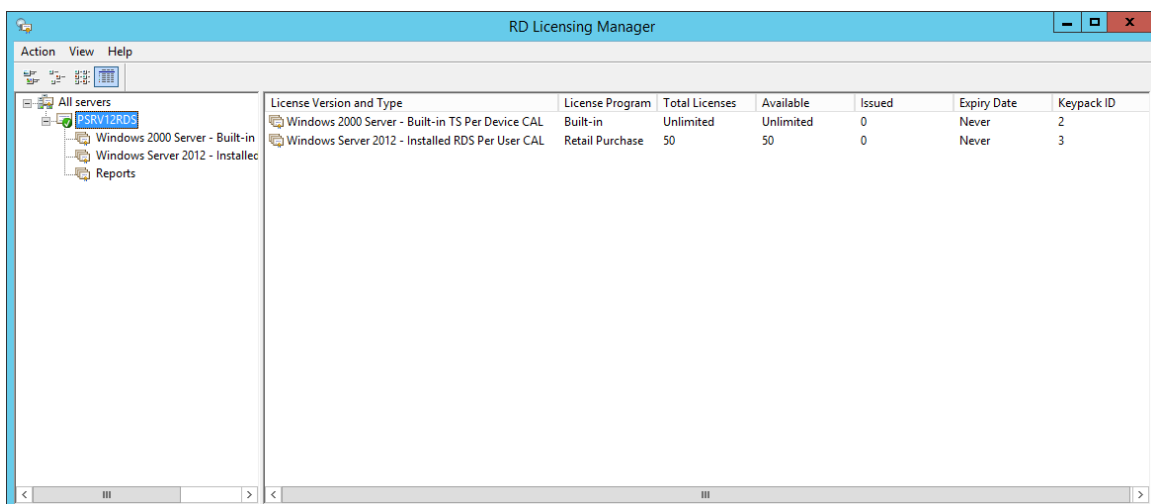 RD Licensing Manager
Action View Help
All servers
PSRV12RDS
Windows 2000 Server - Built-in
Windows Server 2012 - Installed
Reports
License Version and Type License Program Total Licenses Available Issued Expiry Date Keypack ID
Windows 2000 Server - Built-in TS Per Device CAL Built-in Unlimited Unlimited 0 Never 2
Windows Server 2012 - Installed RDS Per User CAL Retail Purchase 50 50 0 Never 3